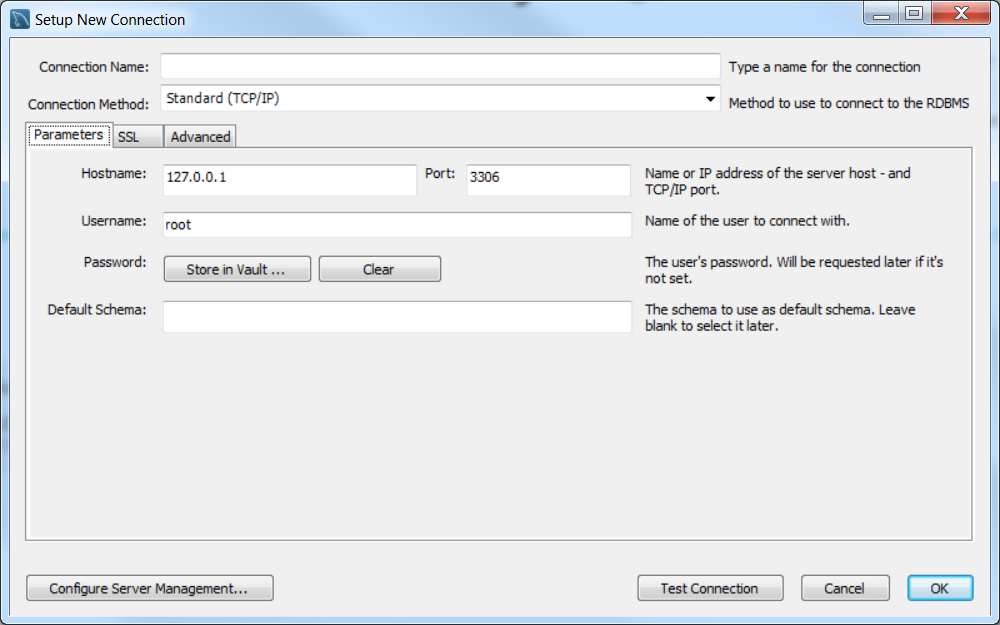 Setup New Connection
Connection Name:
Type a name for the connection
Connection Method: Standard (TCP/IP)
Method to use to connect to the RDBMS
Parameters SSL Advanced
Hostname: 127.0.0.1 Port: 3306
Name or IP address of the server host - and
TCP/IP port.
Username: root
Name of the user to connect with.
Password: Store in Vault ... Clear
The user's password. Will be requested later if it's
not set.
Default Schema:
The schema to use as default schema. Leave
blank to select it later.
Configure Server Management... Test Connection Cancel OK